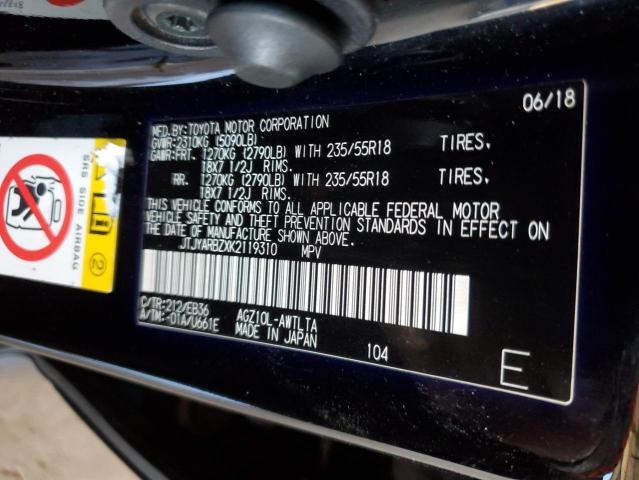 06/18
MFD.BY:TOYOTA MOTOR CORPORATION
GVWR:2310KG (5090LB)
GAWR:FRT. 1270KG (2790LB) WITH 235/55R18 TIRES.
18X7 1/2J RIMS.
RR. 1270KG (2790LB) WITH 235/55R18 TIRES.
18X7 1/2J RIMS.
THIS VEHICLE CONFORMS TO ALL APPLICABLE FEDERAL MOTOR
VEHICLE SAFETY AND THEFT PREVENTION STANDARDS IN EFFECT ON
THE DATE OF MANUFACTURE SHOWN ABOVE.
JTJYARBZXK2119310 MPV
C/TR:212/EB36 AGZ10L-AWTLTA
A/TM:-01A/U661E MADE IN JAPAN
104
E
SRS SIDE AIRBAG
2